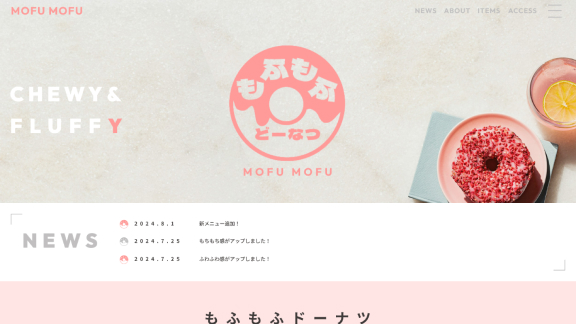 MOFU MOFU
NEWS ABOUT ITEMS ACCESS
CHEWY&
FLUFFY
もふもふ
どーなつ
MOFU MOFU
NEWS
2024.8.1 新メニュー追加！
2024.7.25 もちもち感がアップしました！
2024.7.25 ふわふわ感がアップしました！
もふもふドーナツ